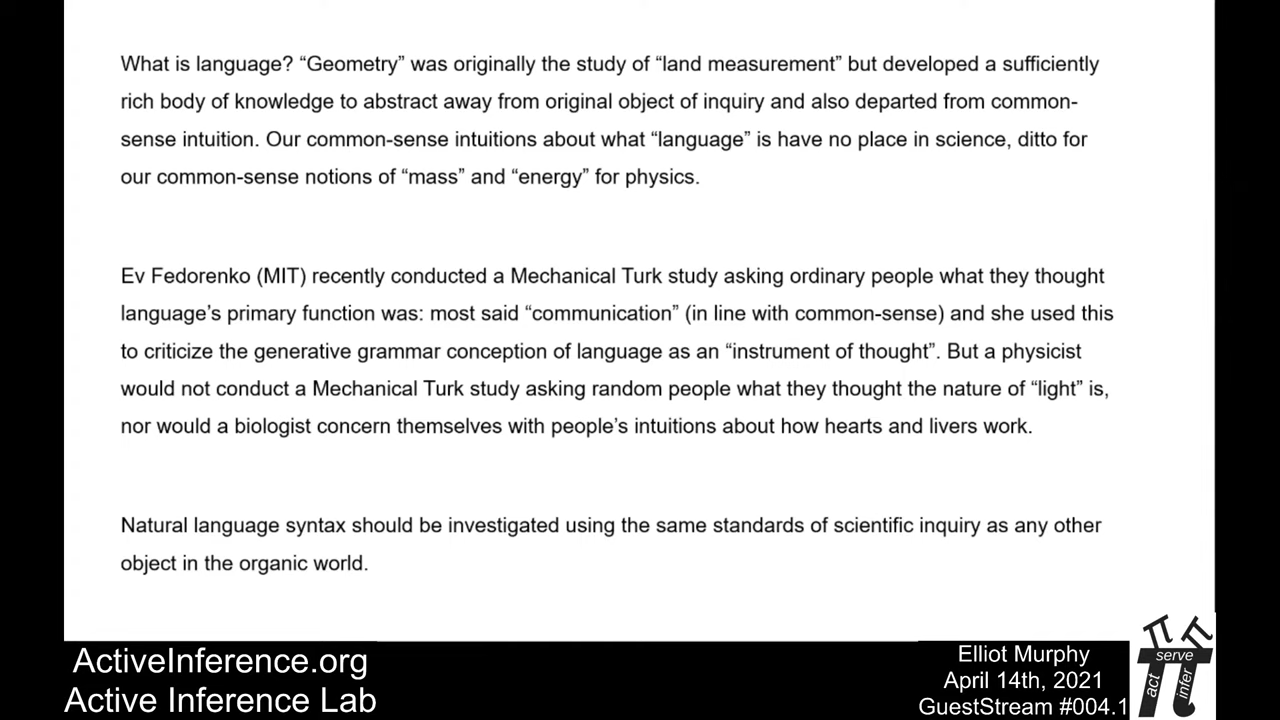 What is language? “Geometry” was originally the study of “land measurement” but developed a sufficiently
rich body of knowledge to abstract away from original object of inquiry and also departed from common-
sense intuition. Our common-sense intuitions about what “language” is have no place in science, ditto for
our common-sense notions of “mass” and “energy” for physics.
Ev Fedorenko (MIT) recently conducted a Mechanical Turk study asking ordinary people what they thought
language’s primary function was: most said “communication” (in line with common-sense) and she used this
to criticize the generative grammar conception of language as an “instrument of thought”. But a physicist
would not conduct a Mechanical Turk study asking random people what they thought the nature of “light” is,
nor would a biologist concern themselves with people’s intuitions about how hearts and livers work.
Natural language syntax should be investigated using the same standards of scientific inquiry as any other
object in the organic world.
ActiveInference.org
Active Inference Lab
Elliot Murphy
April 14th, 2021
GuestStream #004.1
π π
serve
act
infer